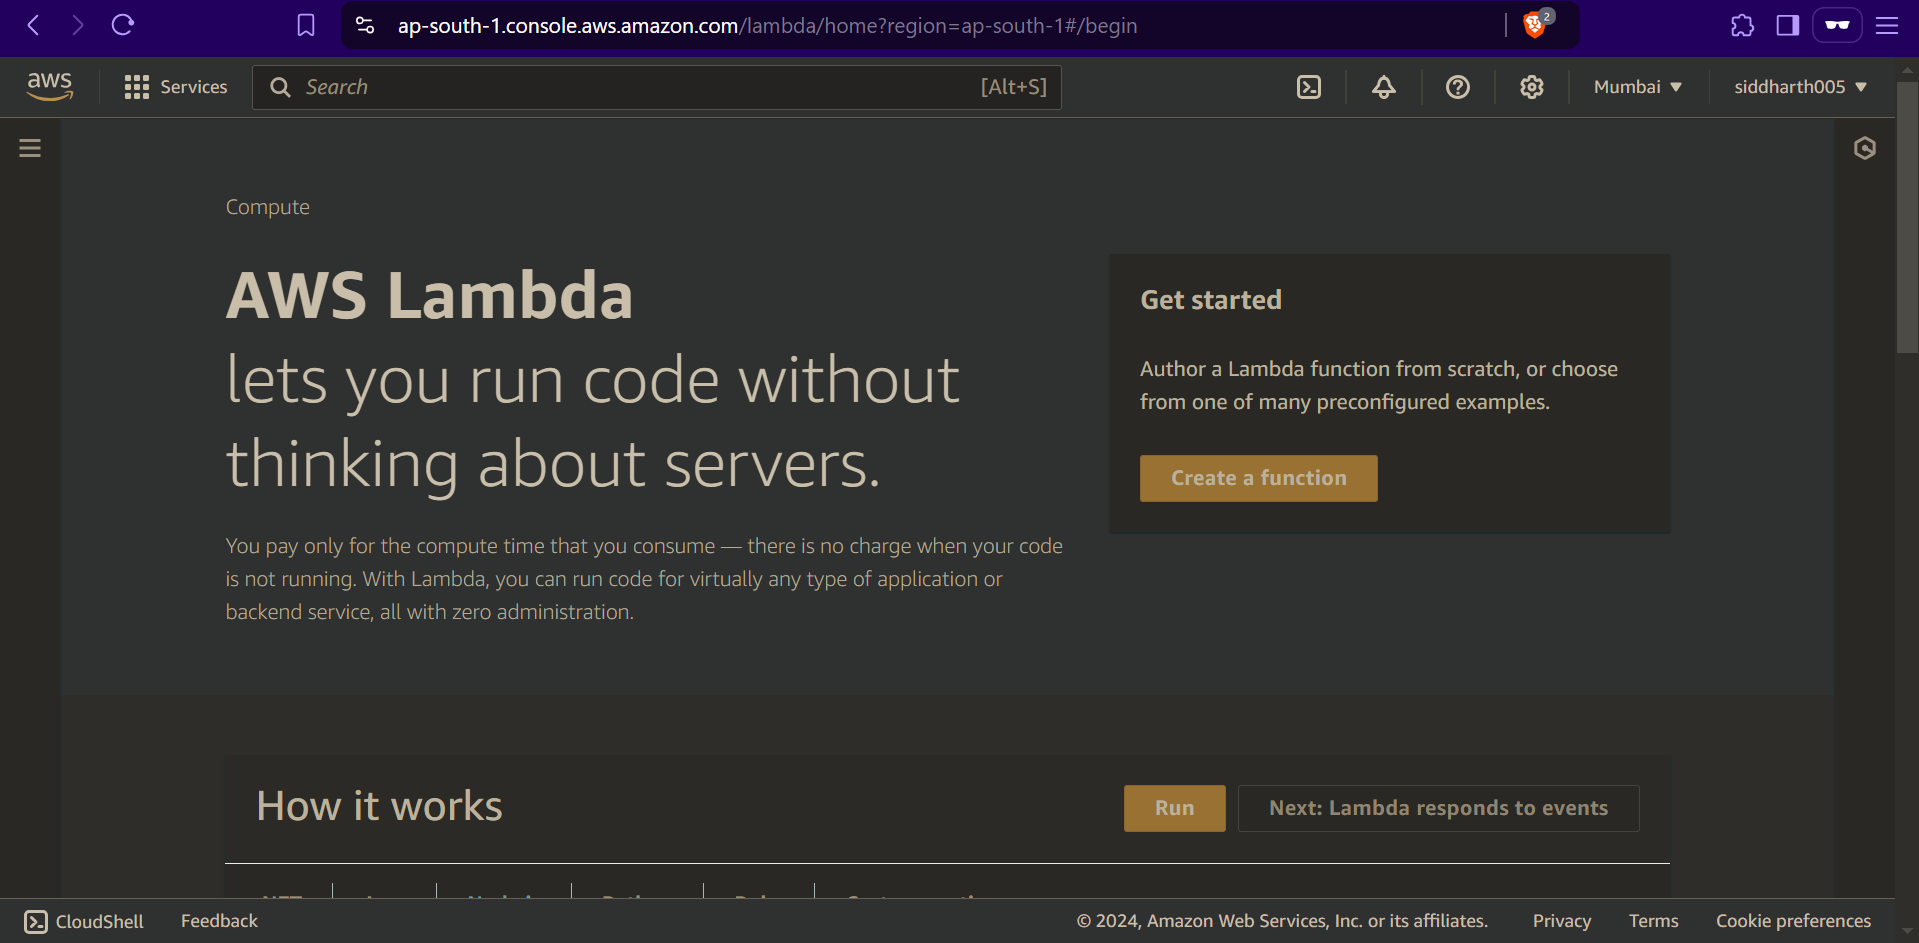 ap-south-1.console.aws.amazon.com/lambda/home?region=ap-south-1#/begin
2
aws
Services
Search
[Alt+S]
Mumbai ▼
siddharth005 ▼
Compute
AWS Lambda
lets you run code without
thinking about servers.
You pay only for the compute time that you consume — there is no charge when your code
is not running. With Lambda, you can run code for virtually any type of application or
backend service, all with zero administration.
Get started
Author a Lambda function from scratch, or choose
from one of many preconfigured examples.
Create a function
How it works
Run
Next: Lambda responds to events
CloudShell
Feedback
© 2024, Amazon Web Services, Inc. or its affiliates.
Privacy
Terms
Cookie preferences